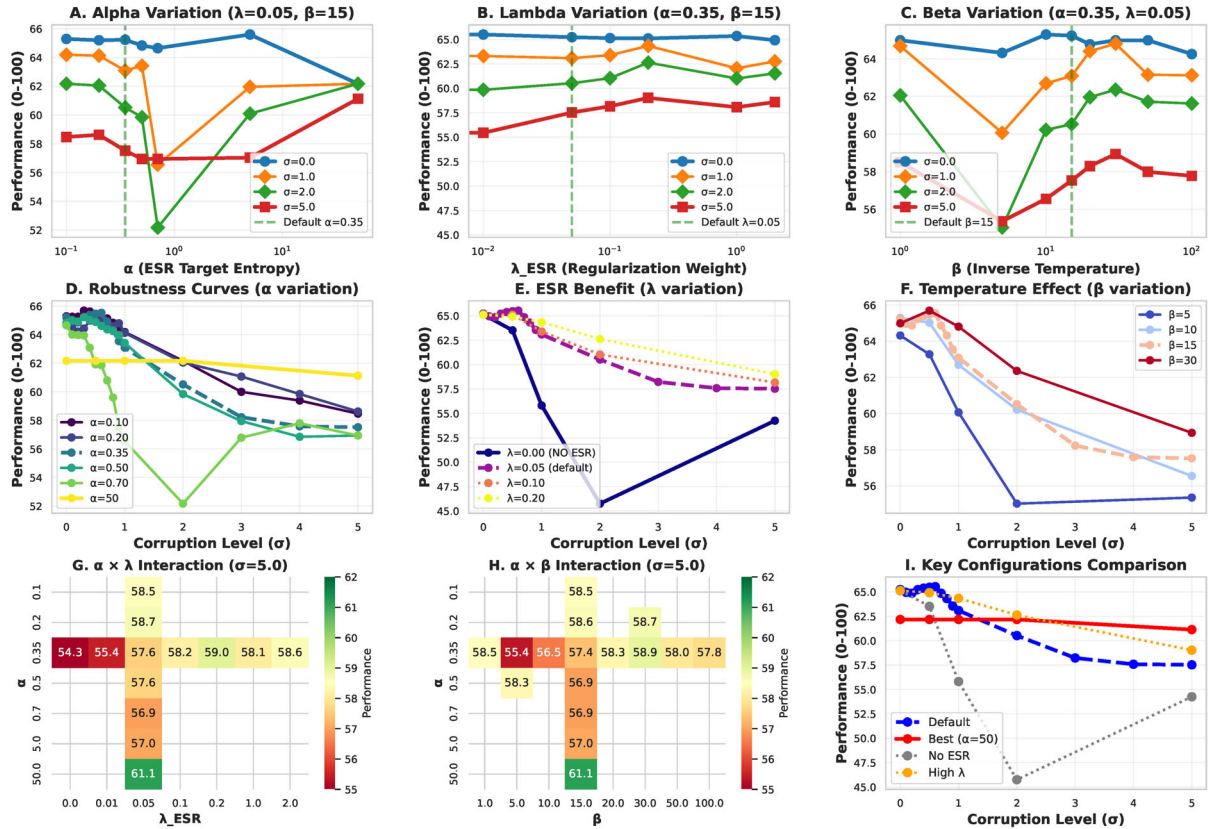 A. Alpha Variation (λ=0.05, β=15)
Performance (0-100)
66
64
62
60
58
56
54
52
σ=0.0
σ=1.0
σ=2.0
σ=5.0
Default α=0.35
10⁻¹ 10⁰ 10¹
α (ESR Target Entropy)
B. Lambda Variation (α=0.35, β=15)
Performance (0-100)
65.0
62.5
60.0
57.5
55.0
52.5
50.0
47.5
45.0
σ=0.0
σ=1.0
σ=2.0
σ=5.0
Default λ=0.05
10⁻² 10⁻¹ 10⁰
λ_ESR (Regularization Weight)
C. Beta Variation (α=0.35, λ=0.05)
Performance (0-100)
66
64
62
60
58
56
σ=0.0
σ=1.0
σ=2.0
σ=5.0
Default β=15
10⁰ 10¹ 10²
β (Inverse Temperature)
D. Robustness Curves (α variation)
Performance (0-100)
66
64
62
60
58
56
54
52
α=0.10
α=0.20
α=0.35
α=0.50
α=0.70
α=50
0 1 2 3 4 5
Corruption Level (σ)
E. ESR Benefit (λ variation)
Performance (0-100)
65.0
62.5
60.0
57.5
55.0
52.5
50.0
47.5
45.0
λ=0.00 (NO ESR)
λ=0.05 (default)
λ=0.10
λ=0.20
0 1 2 3 4 5
Corruption Level (σ)
F. Temperature Effect (β variation)
Performance (0-100)
66
64
62
60
58
56
β=5
β=10
β=15
β=30
0 1 2 3 4 5
Corruption Level (σ)
G. α × λ Interaction (σ=5.0)
α
0.1
0.2
0.35
0.5
0.7
5.0
50.0
58.5
58.7
54.3 55.4 57.6 58.2 59.0 58.1 58.6
57.6
56.9
57.0
61.1
0.0 0.01 0.05 0.1 0.2 1.0 2.0
λ_ESR
62
61
60
59
58
57
56
55
Performance
H. α × β Interaction (σ=5.0)
α
0.1
0.2
0.35
0.5
0.7
5.0
50.0
58.5
58.6 58.7
58.5 55.4 56.5 57.4 58.3 58.9 58.0 57.8
58.3
56.9
56.9
57.0
61.1
1.0 5.0 10.0 15.0 20.0 30.0 50.0 100.0
β
62
61
60
59
58
57
56
55
Performance
I. Key Configurations Comparison
Performance (0-100)
65.0
62.5
60.0
57.5
55.0
52.5
50.0
47.5
45.0
Default
Best (α=50)
No ESR
High λ
0 1 2 3 4 5
Corruption Level (σ)